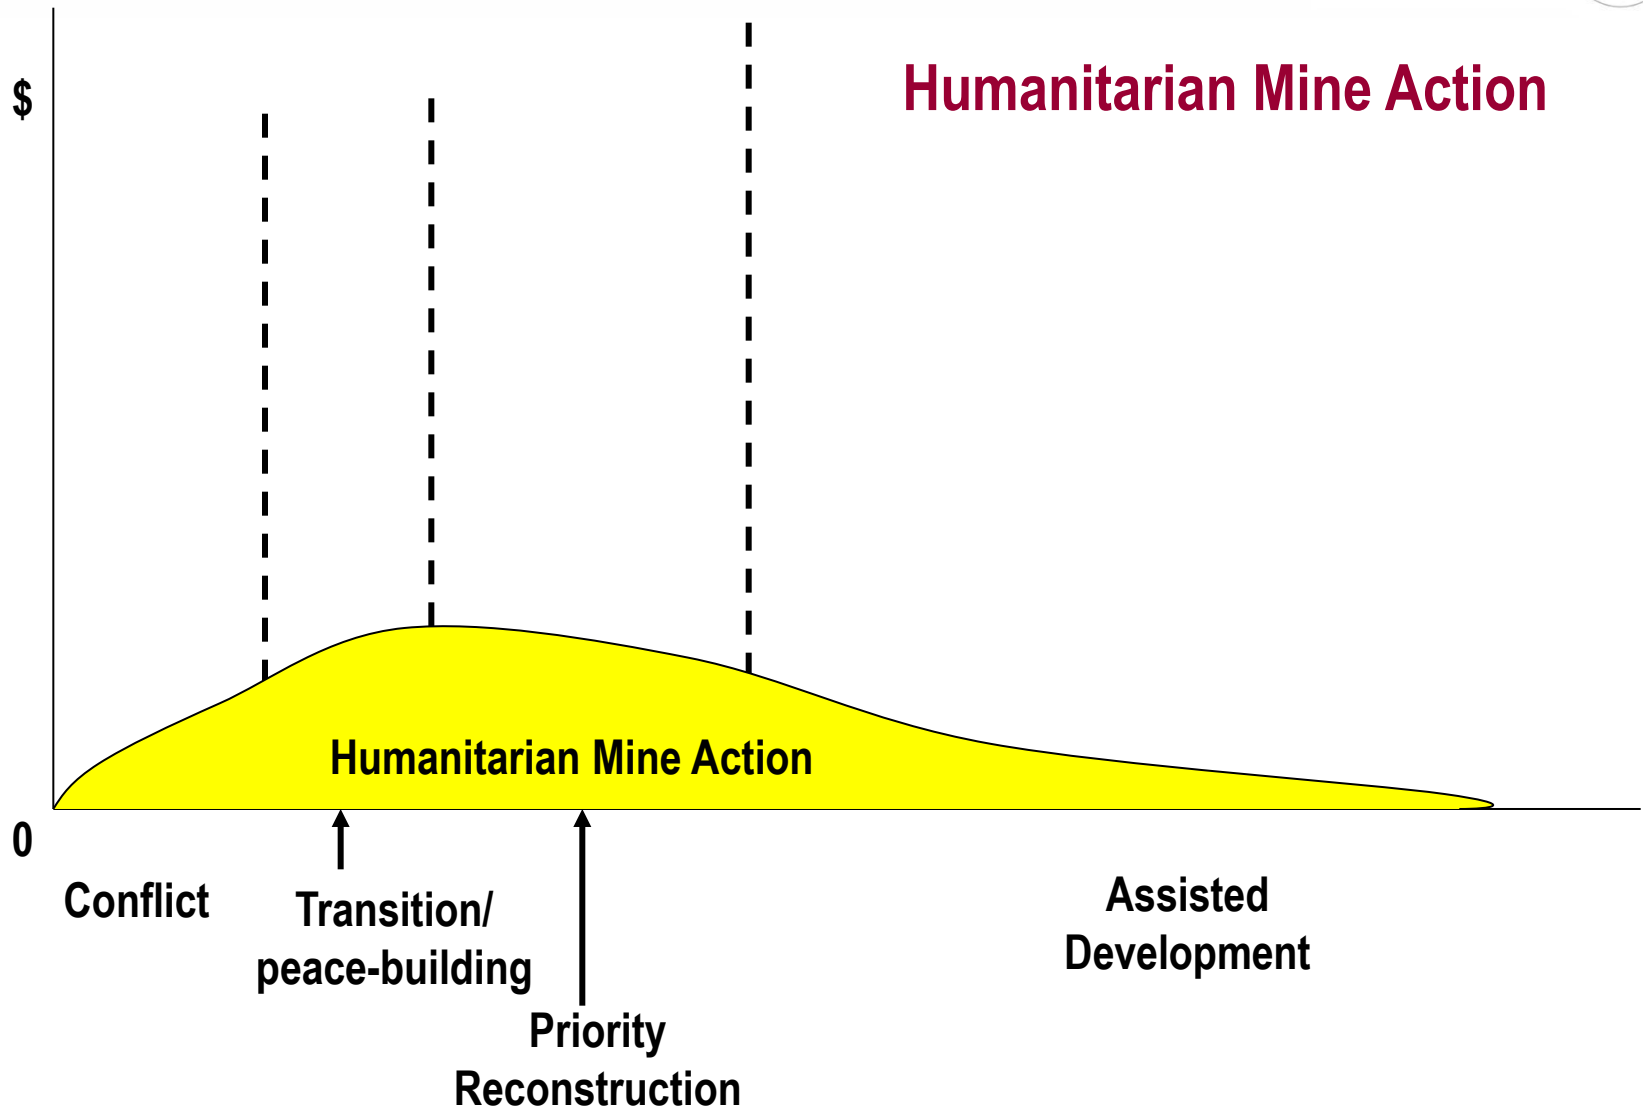 Humanitarian Mine Action
$
Humanitarian Mine Action
0
Conflict
Transition/
peace-building
Priority
Reconstruction
Assisted
Development